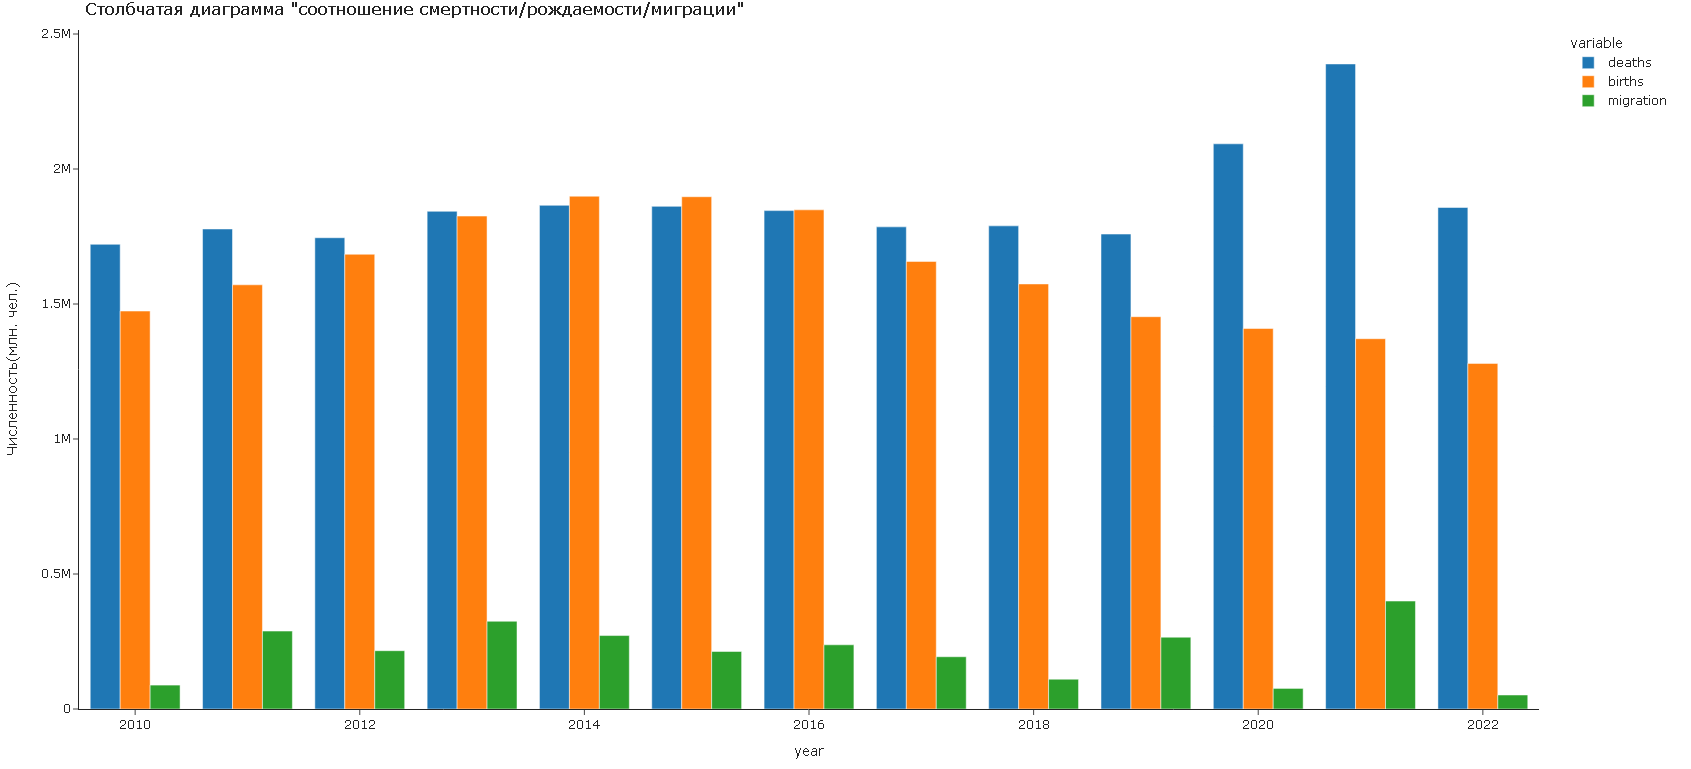 Столбчатая диаграмма "соотношение смертности/рождаемости/миграции"
2.5M
2M
1.5M
1M
0.5M
0
Численность(млн. чел.)
2010
2012
2014
2016
2018
2020
2022
year
variable
deaths
births
migration